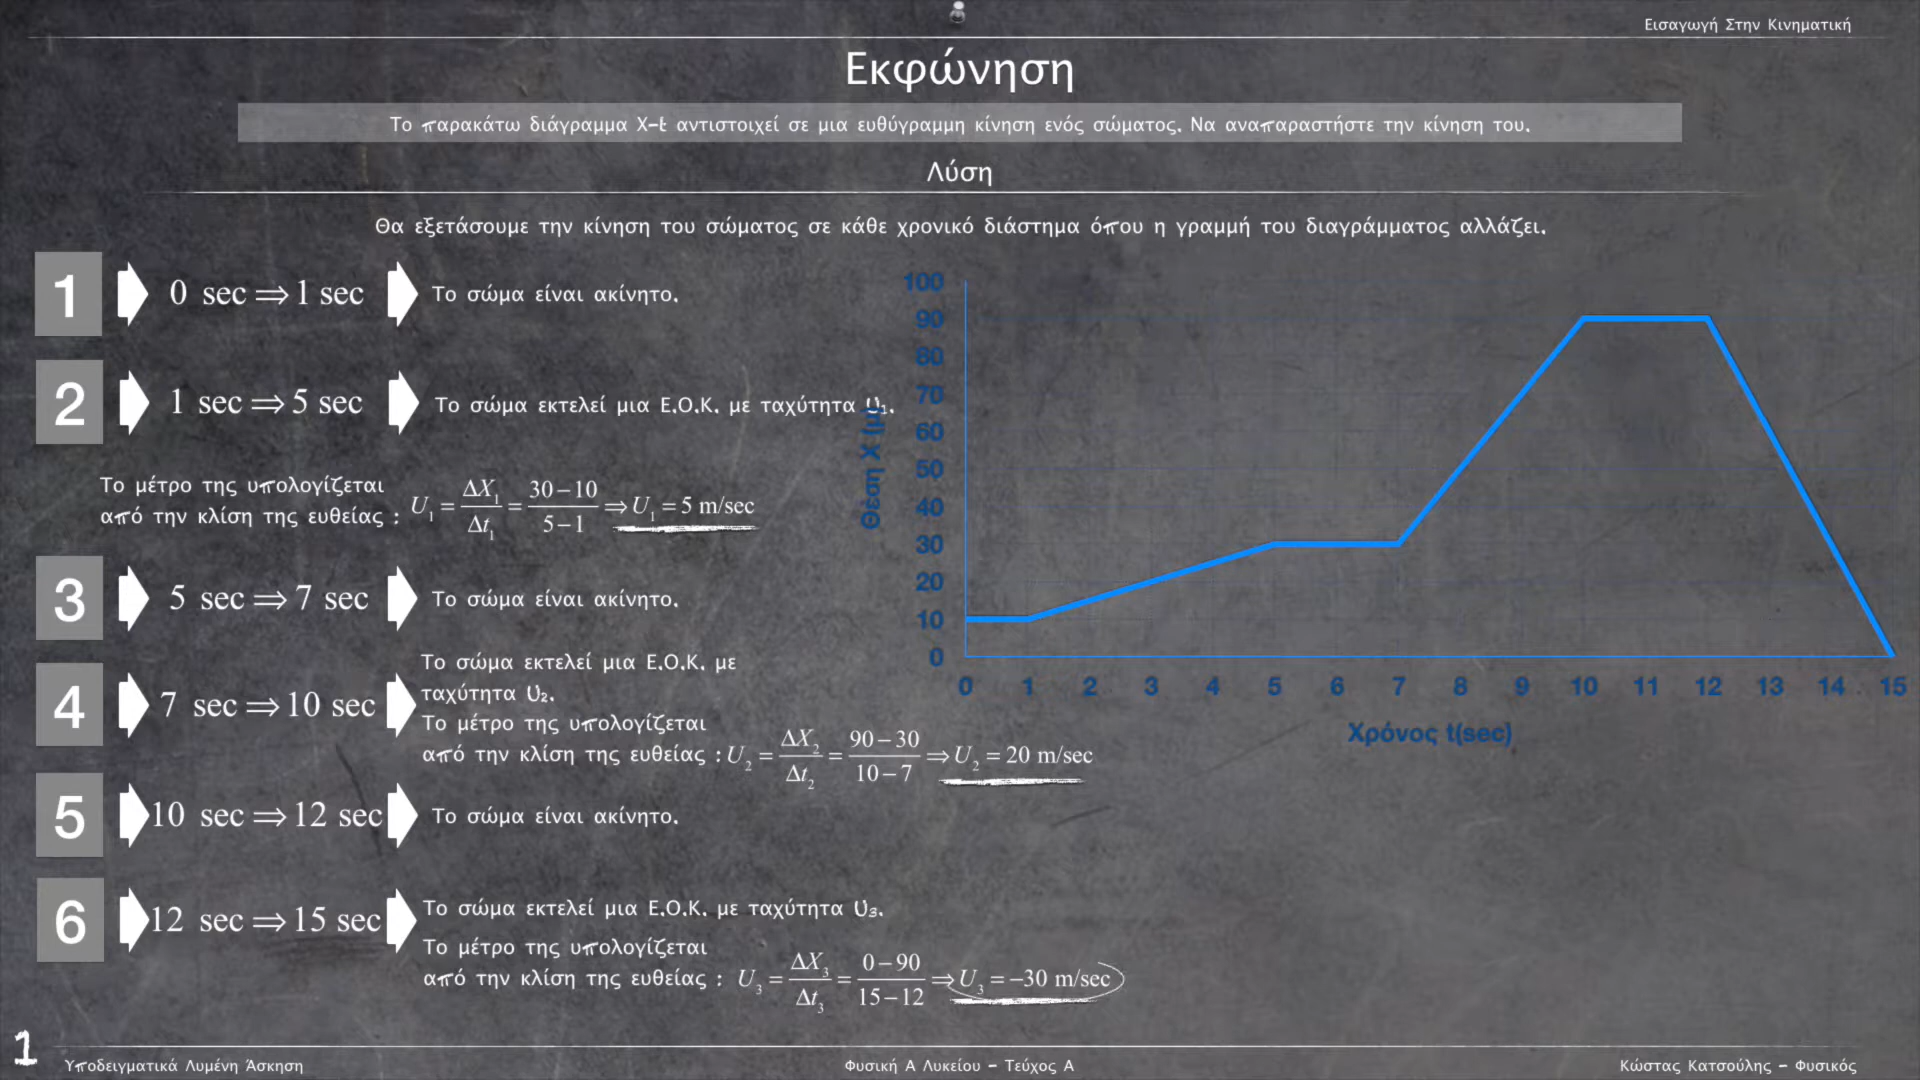 Εισαγωγή Στην Κινηματική
Εκφώνηση
Το παρακάτω διάγραμμα X-t αντιστοιχεί σε μια ευθύγραμμη κίνηση ενός σώματος. Να αναπαραστήστε την κίνηση του.
Λύση
Θα εξετάσουμε την κίνηση του σώματος σε κάθε χρονικό διάστημα όπου η γραμμή του διαγράμματος αλλάζει.
1 0 sec ⇒ 1 sec Το σώμα είναι ακίνητο.
2 1 sec ⇒ 5 sec Το σώμα εκτελεί μια Ε.Ο.Κ. με ταχύτητα U₁.
Το μέτρο της υπολογίζεται
από την κλίση της ευθείας : U₁ = ΔX₁/Δt₁ = (30 − 10)/(5 − 1) ⇒ U₁ = 5 m/sec
3 5 sec ⇒ 7 sec Το σώμα είναι ακίνητο.
4 7 sec ⇒ 10 sec Το σώμα εκτελεί μια Ε.Ο.Κ. με
ταχύτητα U₂.
Το μέτρο της υπολογίζεται
από την κλίση της ευθείας : U₂ = ΔX₂/Δt₂ = (90 − 30)/(10 − 7) ⇒ U₂ = 20 m/sec
5 10 sec ⇒ 12 sec Το σώμα είναι ακίνητο.
6 12 sec ⇒ 15 sec Το σώμα εκτελεί μια Ε.Ο.Κ. με ταχύτητα U₃.
Το μέτρο της υπολογίζεται
από την κλίση της ευθείας : U₃ = ΔX₃/Δt₃ = (0 − 90)/(15 − 12) ⇒ U₃ = −30 m/sec
100
90
80
70
60
50
40
30
20
10
0
Θεση X (μ)
0 1 2 3 4 5 6 7 8 9 10 11 12 13 14 15
Χρόνος t(sec)
1
Υποδειγματικά Λυμένη Άσκηση
Φυσική Α Λυκείου - Τεύχος Α
Κώστας Κατσούλης - Φυσικός